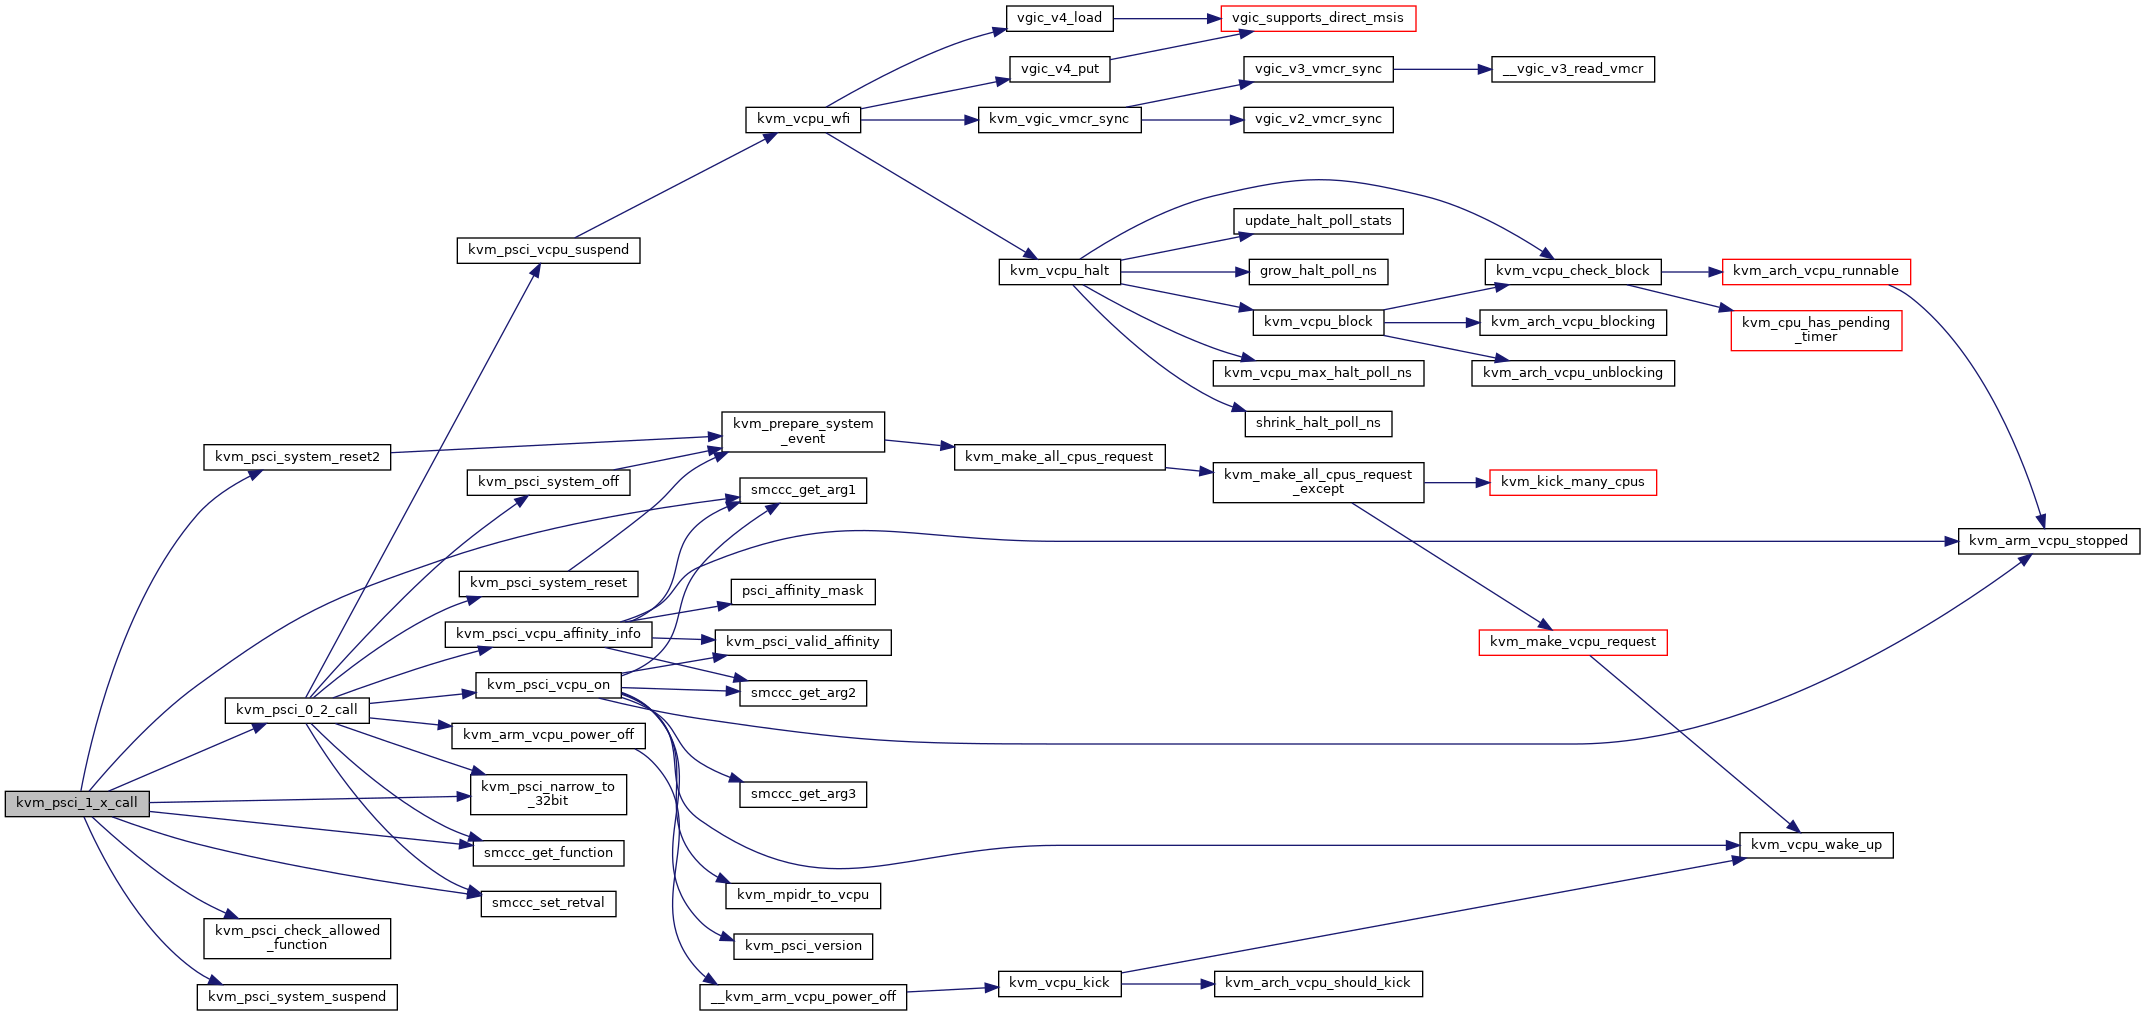 vgic_v4_load
vgic_supports_direct_msis
vgic_v4_put
vgic_v3_vmcr_sync
__vgic_v3_read_vmcr
kvm_vcpu_wfi
kvm_vgic_vmcr_sync
vgic_v2_vmcr_sync
update_halt_poll_stats
kvm_psci_vcpu_suspend
kvm_vcpu_halt
grow_halt_poll_ns
kvm_vcpu_check_block
kvm_arch_vcpu_runnable
kvm_vcpu_block
kvm_arch_vcpu_blocking
kvm_cpu_has_pending
_timer
kvm_vcpu_max_halt_poll_ns
kvm_arch_vcpu_unblocking
shrink_halt_poll_ns
kvm_prepare_system
_event
kvm_psci_system_reset2
kvm_make_all_cpus_request
kvm_psci_system_off
kvm_make_all_cpus_request
_except
kvm_kick_many_cpus
smccc_get_arg1
kvm_arm_vcpu_stopped
kvm_psci_system_reset
psci_affinity_mask
kvm_psci_vcpu_affinity_info
kvm_psci_valid_affinity
kvm_make_vcpu_request
kvm_psci_vcpu_on
smccc_get_arg2
kvm_psci_0_2_call
kvm_arm_vcpu_power_off
kvm_psci_1_x_call
kvm_psci_narrow_to
_32bit
smccc_get_arg3
smccc_get_function
kvm_vcpu_wake_up
smccc_set_retval
kvm_mpidr_to_vcpu
kvm_psci_check_allowed
_function
kvm_psci_version
kvm_psci_system_suspend
__kvm_arm_vcpu_power_off
kvm_vcpu_kick
kvm_arch_vcpu_should_kick